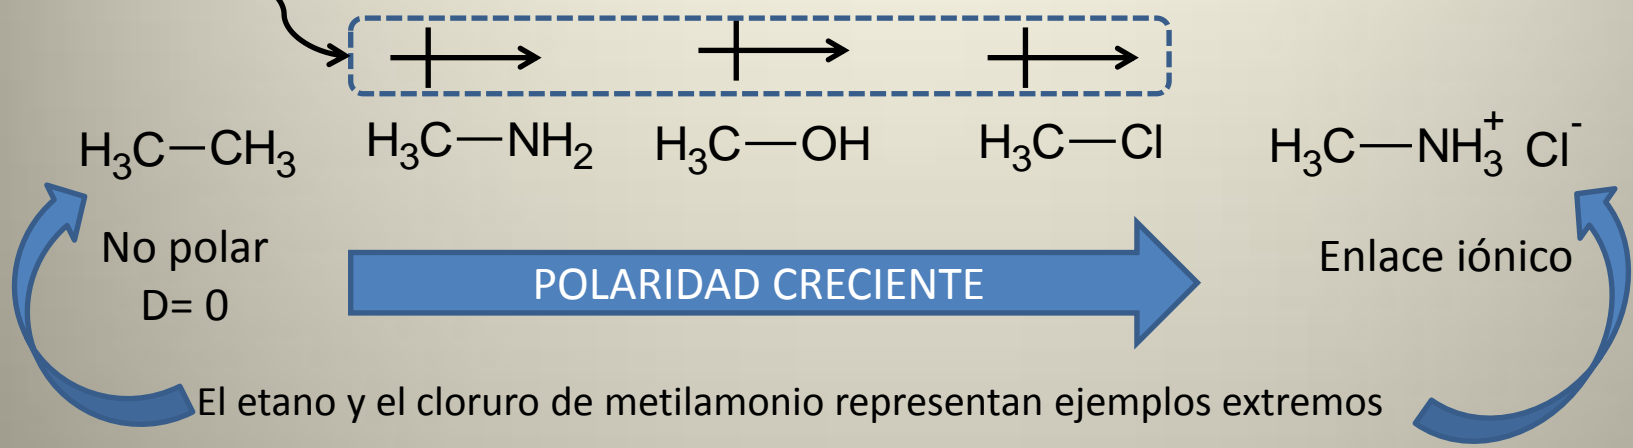 H₃C—CH₃ H₃C—NH₂ H₃C—OH H₃C—Cl H₃C—NH₃⁺ Cl⁻
No polar
D= 0
POLARIDAD CRECIENTE
Enlace iónico
El etano y el cloruro de metilamonio representan ejemplos extremos